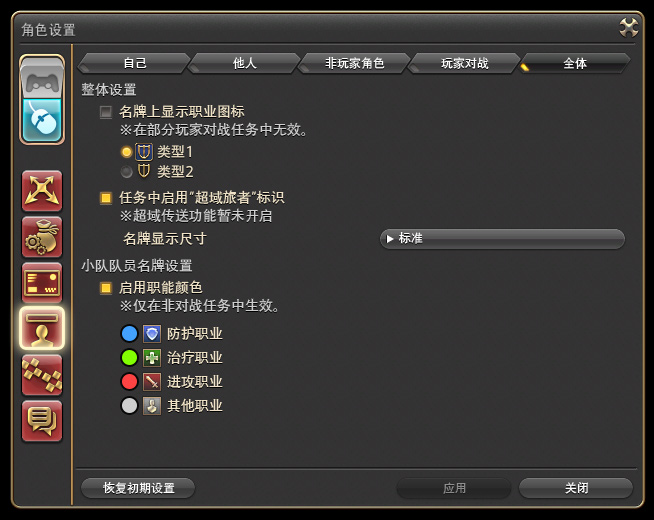 角色设置
自己
他人
非玩家角色
玩家对战
全体
整体设置
名牌上显示职业图标
※在部分玩家对战任务中无效。
类型1
类型2
任务中启用“超域旅者”标识
※超域传送功能暂未开启
名牌显示尺寸
标准
小队队员名牌设置
启用职能颜色
※仅在非对战任务中生效。
防护职业
治疗职业
进攻职业
其他职业
恢复初期设置
应用
关闭